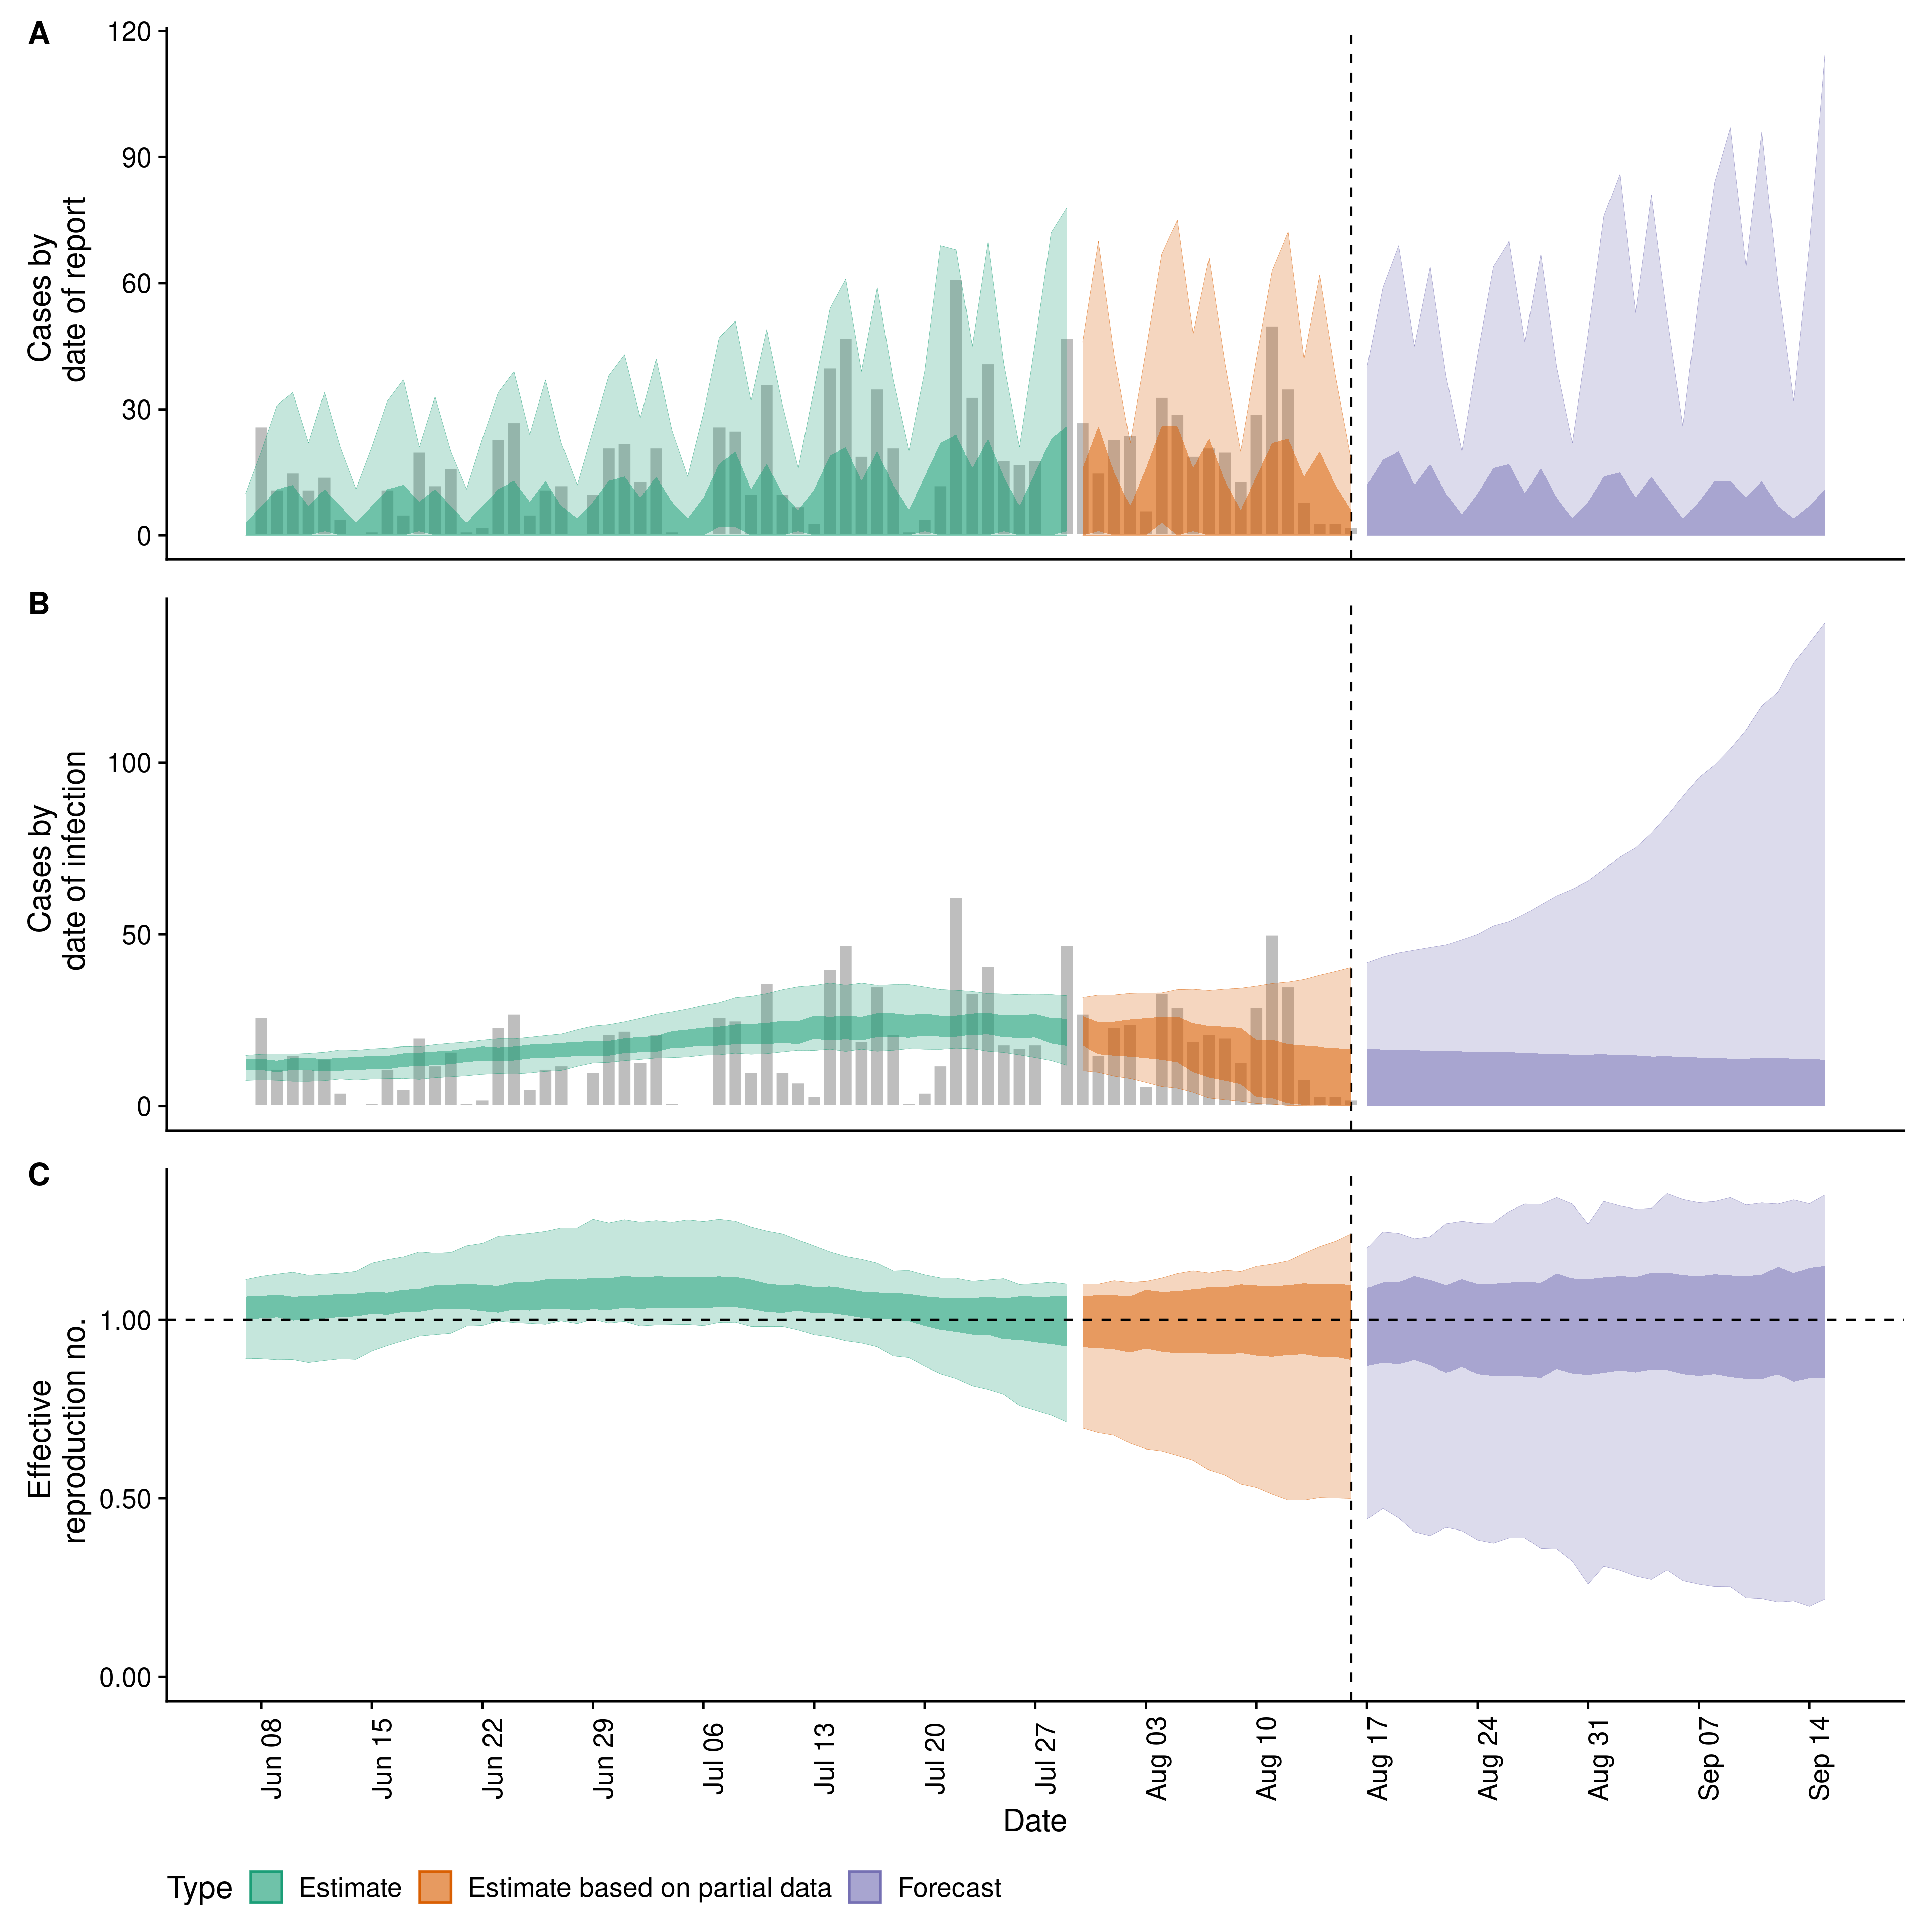 A
120
90
60
30
0
Cases by
date of report
B
100
50
0
Cases by
date of infection
C
1.00
0.50
0.00
Effective
reproduction no.
Jun 08
Jun 15
Jun 22
Jun 29
Jul 06
Jul 13
Jul 20
Jul 27
Aug 03
Aug 10
Aug 17
Aug 24
Aug 31
Sep 07
Sep 14
Date
Type Estimate Estimate based on partial data Forecast